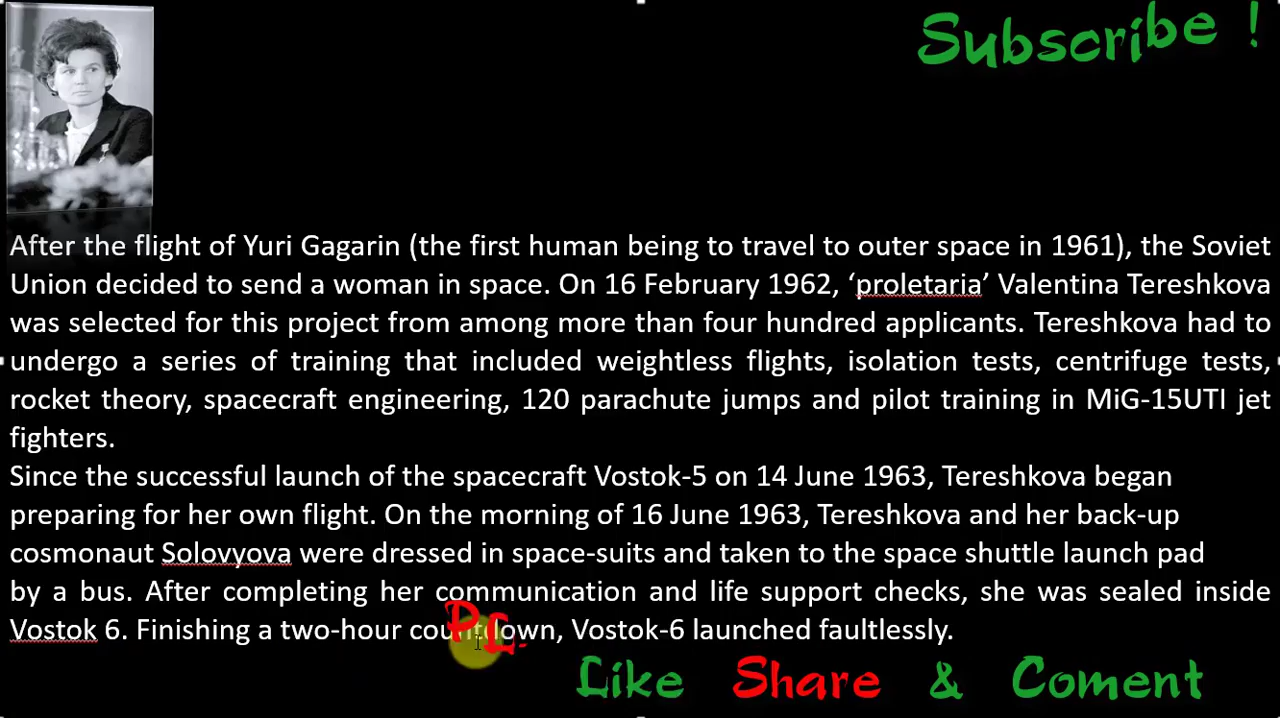 Subscribe !
After the flight of Yuri Gagarin (the first human being to travel to outer space in 1961), the Soviet
Union decided to send a woman in space. On 16 February 1962, ‘proletaria’ Valentina Tereshkova
was selected for this project from among more than four hundred applicants. Tereshkova had to
undergo a series of training that included weightless flights, isolation tests, centrifuge tests,
rocket theory, spacecraft engineering, 120 parachute jumps and pilot training in MiG-15UTI jet
fighters.
Since the successful launch of the spacecraft Vostok-5 on 14 June 1963, Tereshkova began
preparing for her own flight. On the morning of 16 June 1963, Tereshkova and her back-up
cosmonaut Solovyova were dressed in space-suits and taken to the space shuttle launch pad
by a bus. After completing her communication and life support checks, she was sealed inside
Vostok 6. Finishing a two-hour countdown, Vostok-6 launched faultlessly.
PL.
Like Share & Coment